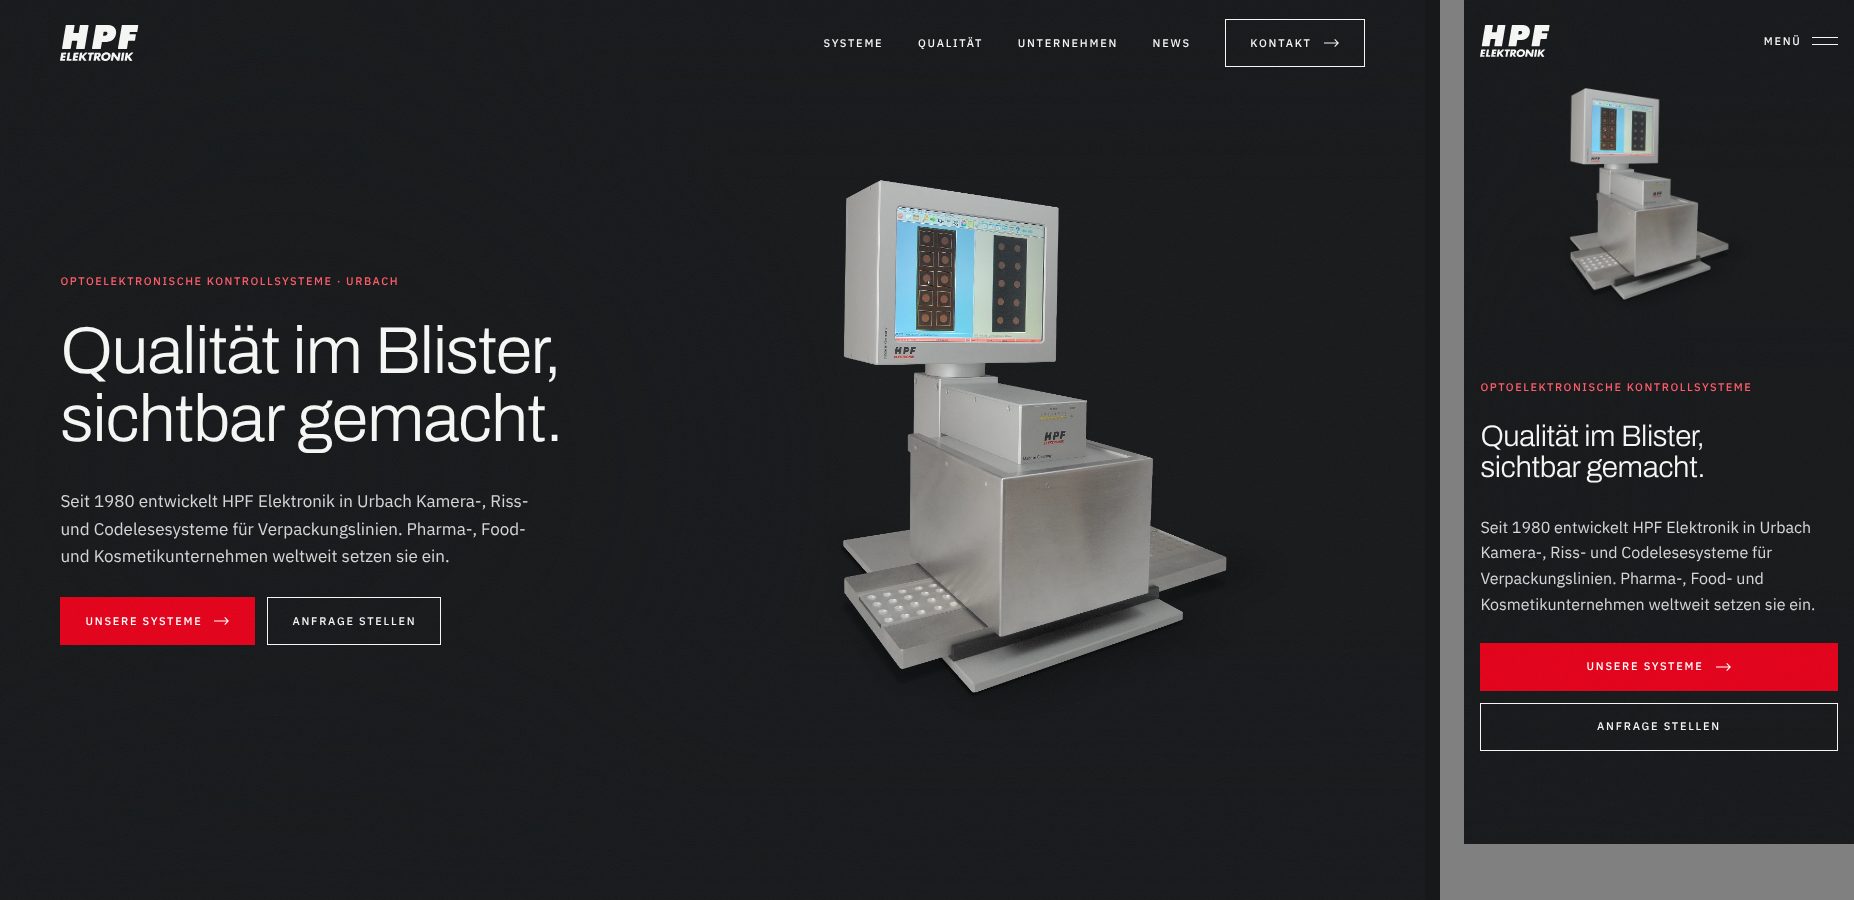 HPF
ELEKTRONIK
SYSTEME
QUALITÄT
UNTERNEHMEN
NEWS
KONTAKT
OPTOELEKTRONISCHE KONTROLLSYSTEME · URBACH
Qualität im Blister,
sichtbar gemacht.
Seit 1980 entwickelt HPF Elektronik in Urbach Kamera-, Riss-
und Codelesesysteme für Verpackungslinien. Pharma-, Food-
und Kosmetikunternehmen weltweit setzen sie ein.
UNSERE SYSTEME
ANFRAGE STELLEN
HPF
HPF
HPF
ELEKTRONIK
MENÜ
OPTOELEKTRONISCHE KONTROLLSYSTEME
Qualität im Blister,
sichtbar gemacht.
Seit 1980 entwickelt HPF Elektronik in Urbach
Kamera-, Riss- und Codelesesysteme für
Verpackungslinien. Pharma-, Food- und
Kosmetikunternehmen weltweit setzen sie ein.
UNSERE SYSTEME
ANFRAGE STELLEN